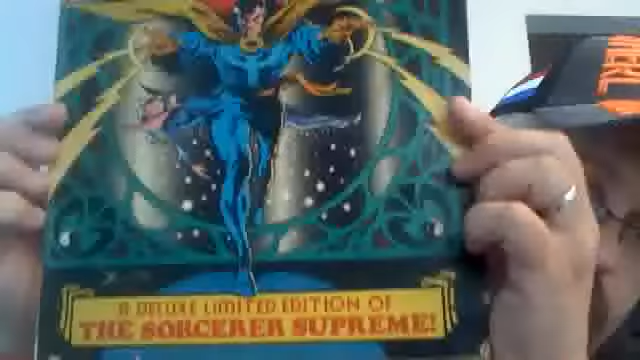 A DELUXE LIMITED EDITION OF
THE SORCERER SUPREME!